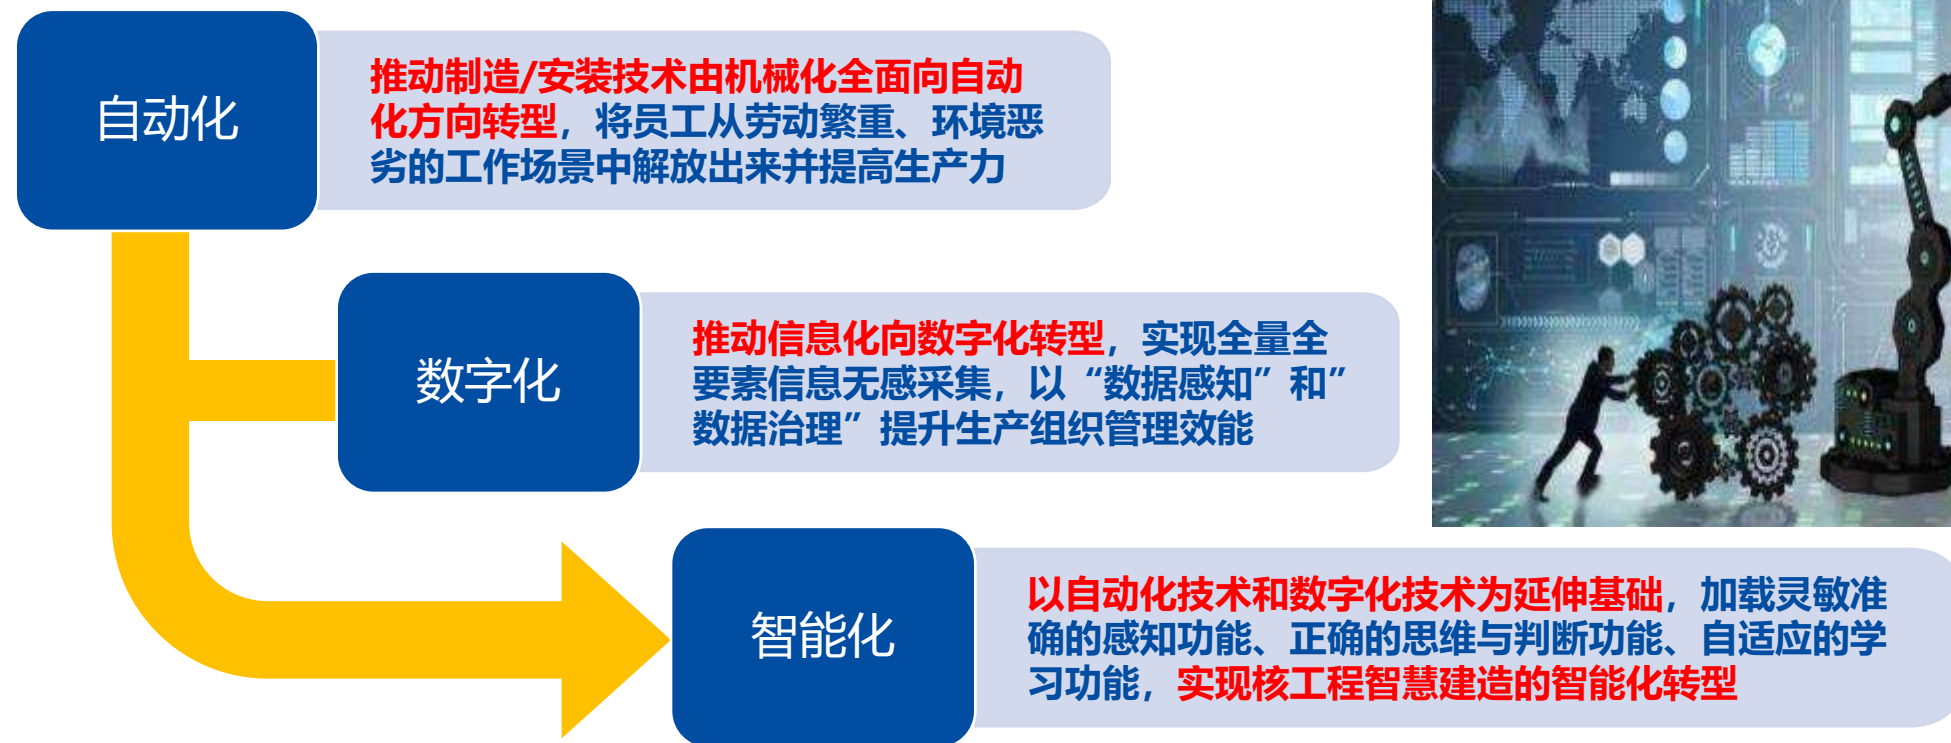 自动化
推动制造/安装技术由机械化全面向自动
化方向转型，将员工从劳动繁重、环境恶
劣的工作场景中解放出来并提高生产力
数字化
推动信息化向数字化转型，实现全量全
要素信息无感采集，以“数据感知”和”
数据治理”提升生产组织管理效能
智能化
以自动化技术和数字化技术为延伸基础，加载灵敏准
确的感知功能、正确的思维与判断功能、自适应的学
习功能，实现核工程智慧建造的智能化转型